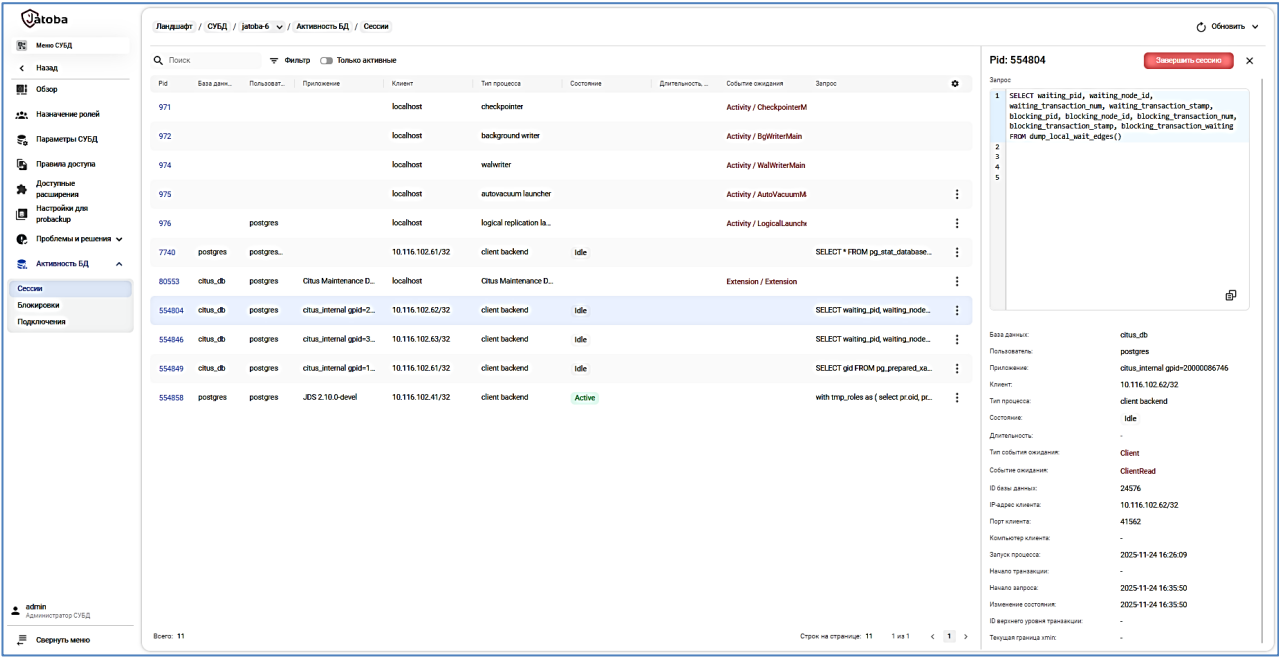 Jatoba
Меню СУБД
Назад
Обзор
Назначение ролей
Параметры СУБД
Правила доступа
Доступные
расширения
Настройки для
probackup
Проблемы и решения
Активность БД
Сессии
Блокировки
Подключения
admin
Администратор СУБД
Свернуть меню
Ландшафт / СУБД / jatoba-6 / Активность БД / Сессии
Обновить
Поиск Фильтр Только активные
Pid База данн... Пользоват... Приложение Клиент Тип процесса Состояние Длительность, ... Событие ожидания Запрос
971 localhost checkpointer Activity / CheckpointerM
972 localhost background writer Activity / BgWriterMain
974 localhost walwriter Activity / WalWriterMain
975 localhost autovacuum launcher Activity / AutoVacuumM
976 postgres localhost logical replication la... Activity / LogicalLaunche
7740 postgres postgres... 10.116.102.61/32 client backend Idle SELECT * FROM pg_stat_database...
80553 citus_db postgres Citus Maintenance D... localhost Citus Maintenance D... Extension / Extension
554804 citus_db postgres citus_internal gpid=2... 10.116.102.62/32 client backend Idle SELECT waiting_pid, waiting_node...
554846 citus_db postgres citus_internal gpid=3... 10.116.102.63/32 client backend Idle SELECT waiting_pid, waiting_node...
554849 citus_db postgres citus_internal gpid=1... 10.116.102.61/32 client backend Idle SELECT gid FROM pg_prepared_xa...
554858 postgres postgres JDS 2.10.0-devel 10.116.102.41/32 client backend Active with tmp_roles as ( select pr.oid, pr...
Всего: 11 Строк на странице: 11 1 из 1 1
Pid: 554804 Завершить сессию
Запрос
1 SELECT waiting_pid, waiting_node_id,
waiting_transaction_num, waiting_transaction_stamp,
blocking_pid, blocking_node_id, blocking_transaction_num,
blocking_transaction_stamp, blocking_transaction_waiting
FROM dump_local_wait_edges()
2
3
4
5
База данных: citus_db
Пользователь: postgres
Приложение: citus_internal gpid=20000086746
Клиент: 10.116.102.62/32
Тип процесса: client backend
Состояние: Idle
Длительность: -
Тип события ожидания: Client
Событие ожидания: ClientRead
ID базы данных: 24576
IP-адрес клиента: 10.116.102.62/32
Порт клиента: 41562
Компьютер клиента: -
Запуск процесса: 2025-11-24 16:26:09
Начало транзакции: -
Начало запроса: 2025-11-24 16:35:50
Изменение состояния: 2025-11-24 16:35:50
ID верхнего уровня транзакции: -
Текущая граница xmin: -